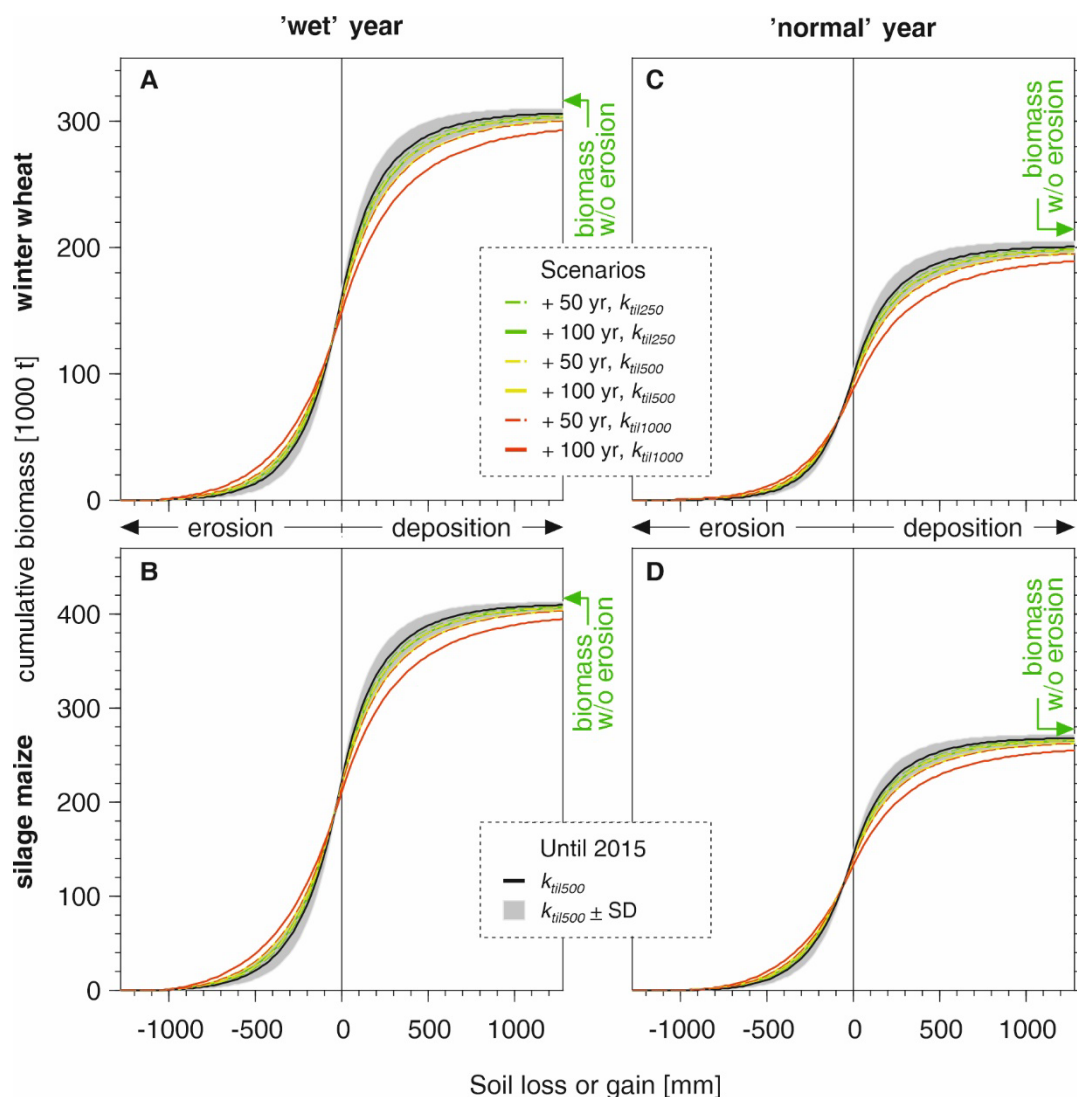 'wet' year
'normal' year
A
C
300
200
100
0
biomass
w/o erosion
biomass
w/o erosion
winter wheat
cumulative biomass [1000 t]
Scenarios
+ 50 yr, ktil250
+ 100 yr, ktil250
+ 50 yr, ktil500
+ 100 yr, ktil500
+ 50 yr, ktil1000
+ 100 yr, ktil1000
erosion
deposition
erosion
deposition
B
D
400
300
200
100
0
biomass
w/o erosion
biomass
w/o erosion
silage maize
Until 2015
ktil500
ktil500 ± SD
-1000 -500 0 500 1000
-1000 -500 0 500 1000
Soil loss or gain [mm]